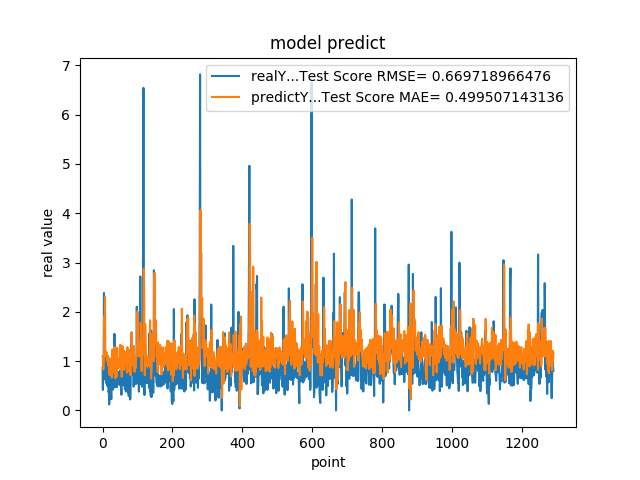 model predict
realY...Test Score RMSE= 0.669718966476
predictY...Test Score MAE= 0.499507143136
real value
7
6
5
4
3
2
1
0
0 200 400 600 800 1000 1200
point